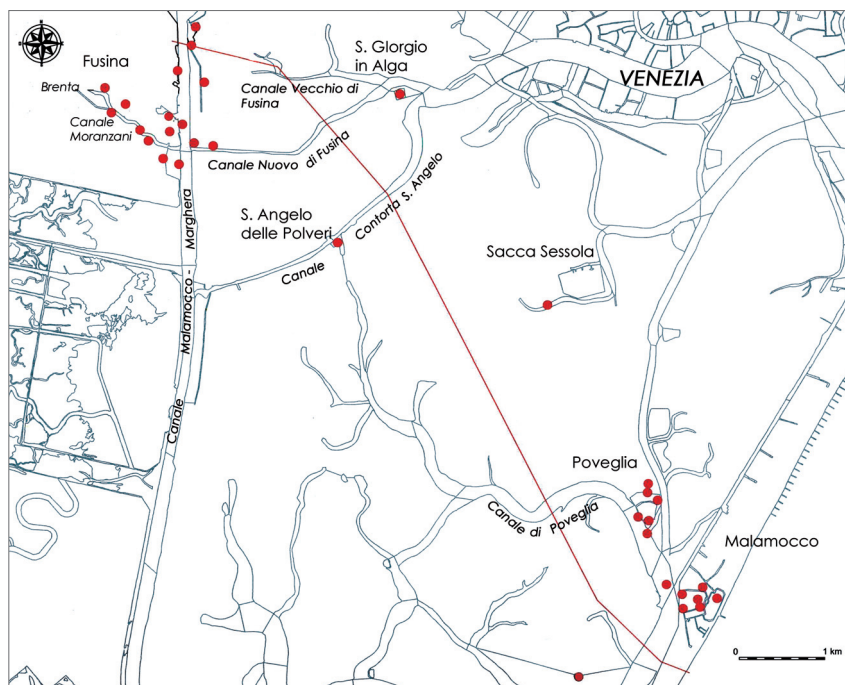 Fusina
S. Giorgio
in Alga
VENEZIA
Brenta
Canale Vecchio di
Fusina
Canale
Moranzani
Canale Nuovo di Fusina
S. Angelo
delle Polveri
Canale Contorta S. Angelo
Sacca Sessola
Canale Malamocco - Marghera
Poveglia
Canale di Poveglia
Malamocco
0 1 km